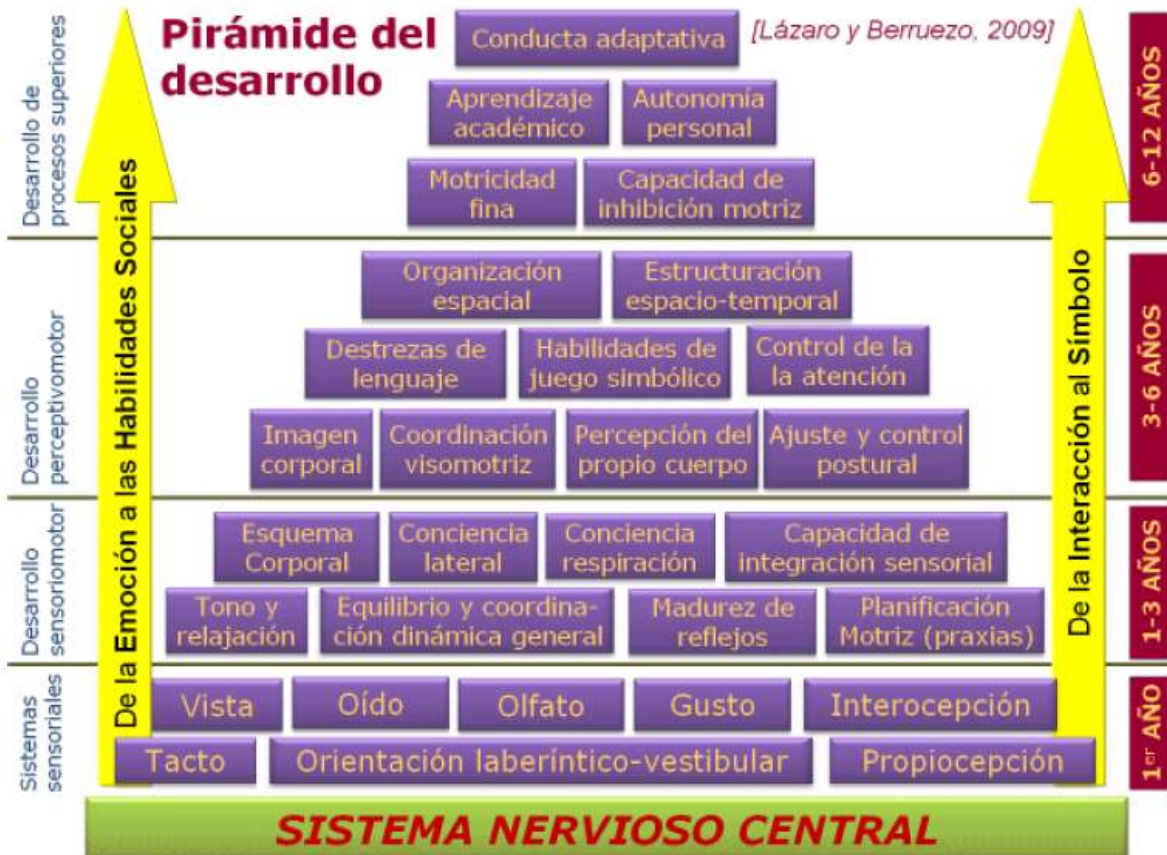 Pirámide del
desarrollo
[Lázaro y Berruezo, 2009]
Conducta adaptativa
Aprendizaje
académico
Autonomía
personal
Motricidad
fina
Capacidad de
inhibición motriz
Desarrollo de
procesos superiores
6-12 AÑOS
Organización
espacial
Estructuración
espacio-temporal
Destrezas de
lenguaje
Habilidades de
juego simbólico
Control de la
la atención
Imagen
corporal
Coordinación
visomotriz
Percepción del
propio cuerpo
Ajuste y control
postural
Desarrollo
perceptivomotor
3-6 AÑOS
Esquema
Corporal
Conciencia
lateral
Conciencia
respiración
Capacidad de
integración sensorial
Tono y
relajación
Equilibrio y coordina-
ación dinámica general
Madurez de
reflejos
Planificación
Motriz (praxias)
Desarrollo
sensoriomotor
1-3 AÑOS
Vista
Oído
Olfato
Gusto
Interocepción
Tacto
Orientación laberíntico-vestibular
Propiocepción
Sistemas
sensoriales
1er AÑO
De la Emoción a las Habilidades Sociales
De la Interacción al Símbolo
SISTEMA NERVIOSO CENTRAL